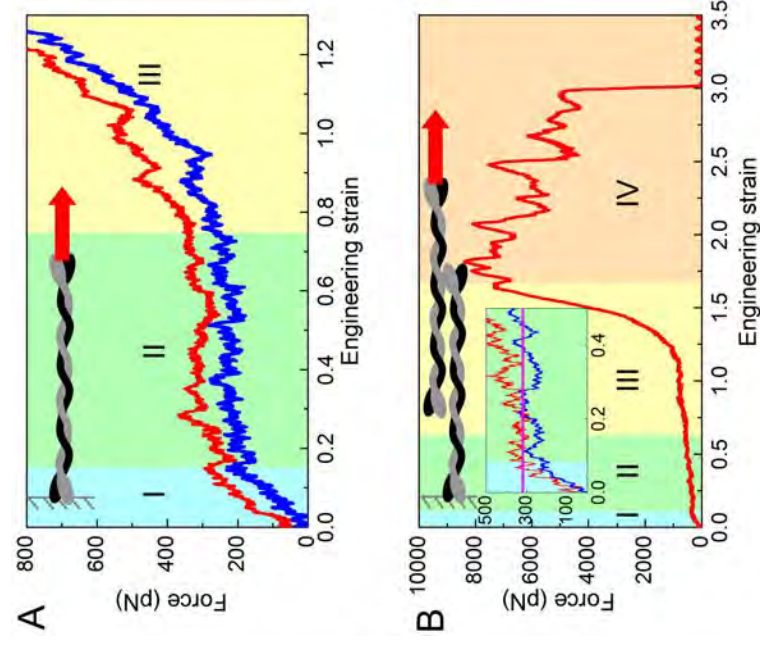 A
800
600
400
200
0
Force (pN)
I
II
III
0.0
0.2
0.4
0.6
0.8
1.0
1.2
Engineering strain
B
10000
8000
6000
4000
2000
0
Force (pN)
I
II
III
IV
500
300
100
0.0
0.2
0.4
0.0
0.5
1.0
1.5
2.0
2.5
3.0
3.5
Engineering strain